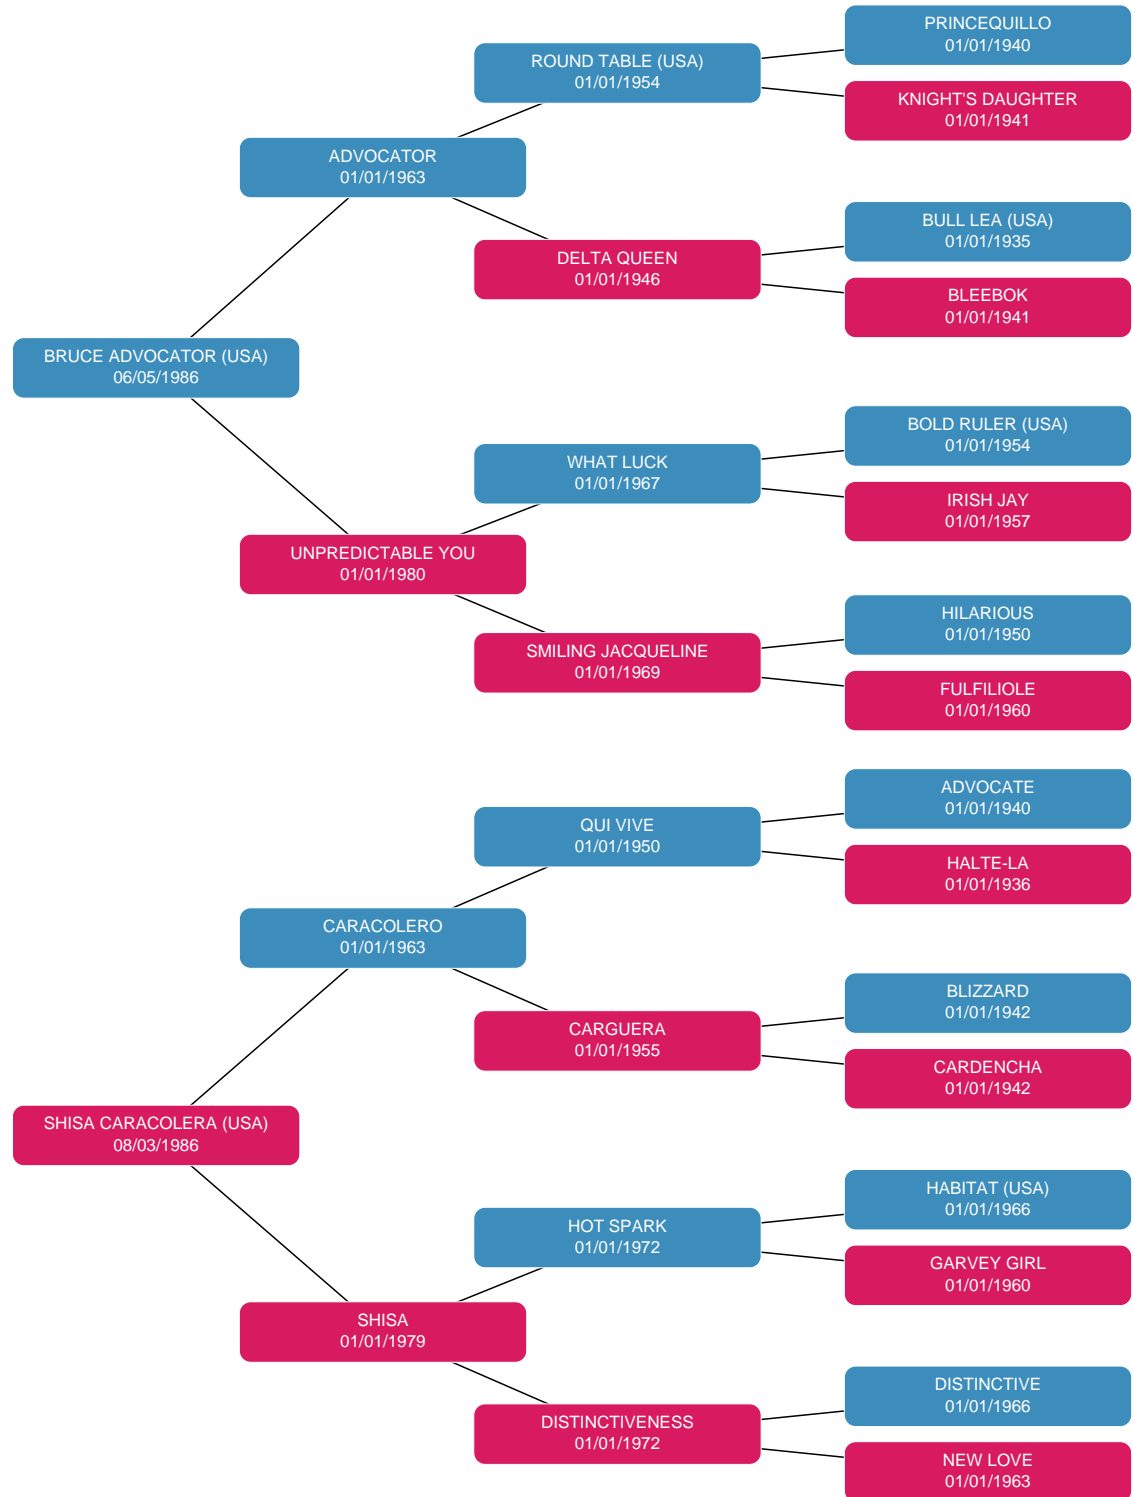 PRINCEQUILLO
01/01/1940
ROUND TABLE (USA)
01/01/1954
KNIGHT'S DAUGHTER
01/01/1941
ADVOCATOR
01/01/1963
BULL LEA (USA)
01/01/1935
DELTA QUEEN
01/01/1946
BLEEBOK
01/01/1941
BRUCE ADVOCATOR (USA)
06/05/1986
BOLD RULER (USA)
01/01/1954
WHAT LUCK
01/01/1967
IRISH JAY
01/01/1957
UNPREDICTABLE YOU
01/01/1980
HILARIOUS
01/01/1950
SMILING JACQUELINE
01/01/1969
FULFILIOLE
01/01/1960
ADVOCATE
01/01/1940
QUI VIVE
01/01/1950
HALTE-LA
01/01/1936
CARACOLERO
01/01/1963
BLIZZARD
01/01/1942
CARGUERA
01/01/1955
CARDENCHA
01/01/1942
SHISA CARACOLERA (USA)
08/03/1986
HABITAT (USA)
01/01/1966
HOT SPARK
01/01/1972
GARVEY GIRL
01/01/1960
SHISA
01/01/1979
DISTINCTIVE
01/01/1966
DISTINCTIVENESS
01/01/1972
NEW LOVE
01/01/1963